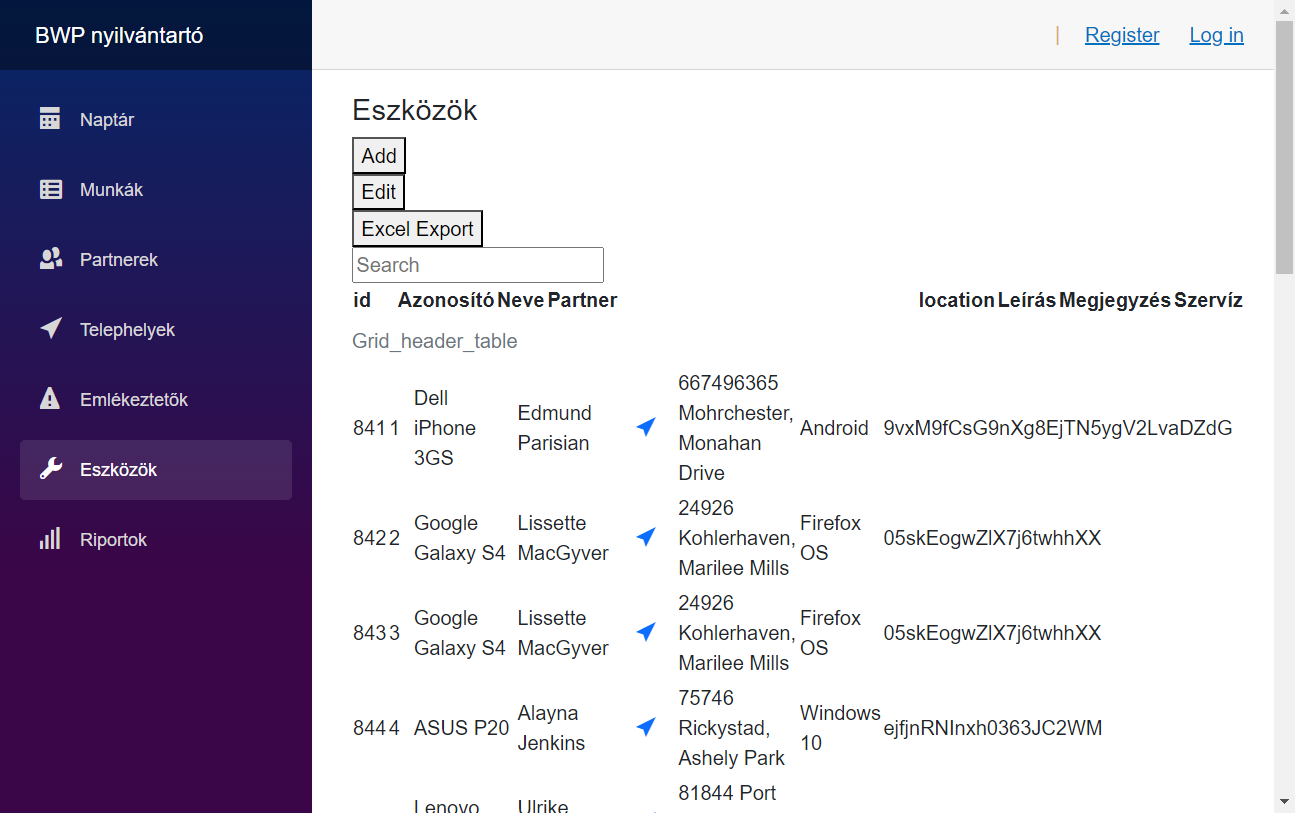 BWP nyilvántartó
| Register Log in
Naptár
Munkák
Partnerek
Telephelyek
Emlékeztetők
Eszközök
Riportok
Eszközök
Add
Edit
Excel Export
Search
id Azonosító Neve Partner location Leírás Megjegyzés Szervíz
Grid_header_table
841 1 Dell iPhone 3GS Edmund Parisian 667496365 Mohrchester, Monahan Drive Android 9vxM9fCsG9nXg8EjTN5ygV2LvaDZdG
842 2 Google Galaxy S4 Lissette MacGyver 24926 Kohlerhaven, Marilee Mills Firefox OS 05skEogwZlX7j6twhhXX
843 3 Google Galaxy S4 Lissette MacGyver 24926 Kohlerhaven, Marilee Mills Firefox OS 05skEogwZlX7j6twhhXX
844 4 ASUS P20 Alayna Jenkins 75746 Rickystad, Ashely Park Windows 10 ejfjnRNInxh0363JC2WM
Lenovo Ulrike 81844 Port